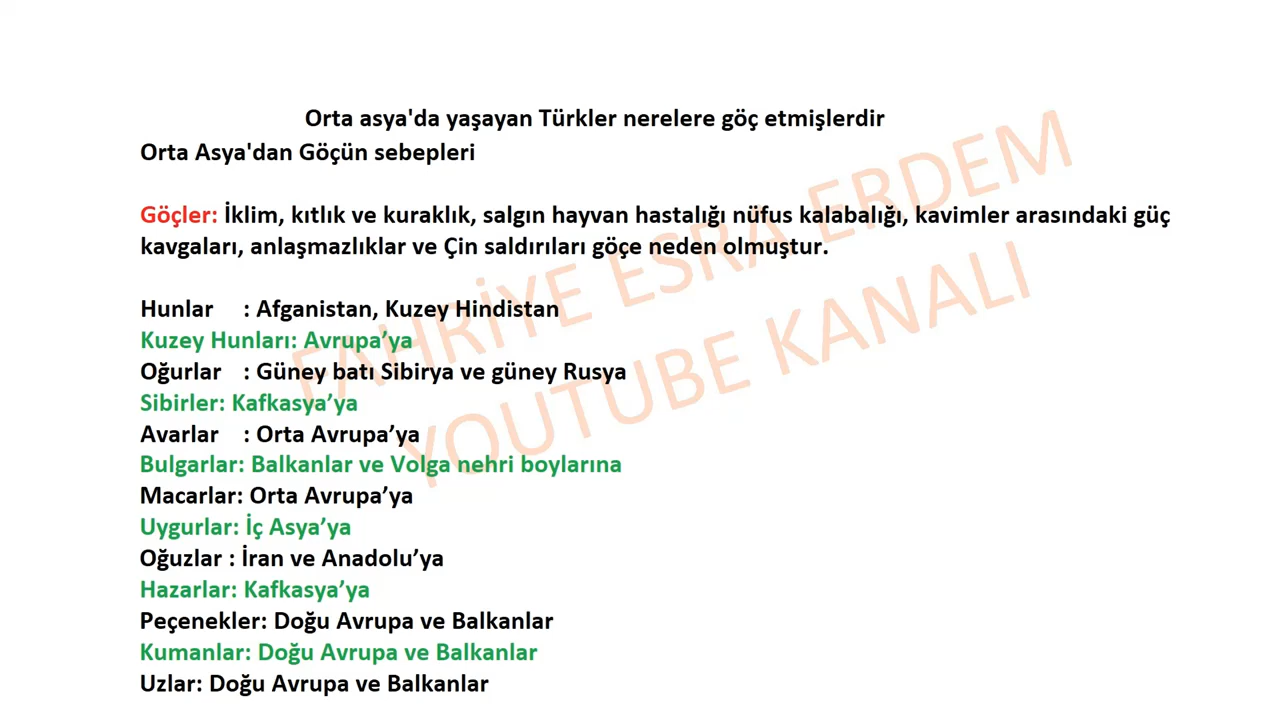 Orta asya'da yaşayan Türkler nerelere göç etmişlerdir
Orta Asya'dan Göçün sebepleri
Göçler: İklim, kıtlık ve kuraklık, salgın hayvan hastalığı nüfus kalabalığı, kavimler arasındaki güç
kavgaları, anlaşmazlıklar ve Çin saldırıları göçe neden olmuştur.
Hunlar : Afganistan, Kuzey Hindistan
Kuzey Hunları: Avrupa’ya
Oğurlar : Güney batı Sibirya ve güney Rusya
Sibirler: Kafkasya’ya
Avarlar : Orta Avrupa’ya
Bulgarlar: Balkanlar ve Volga nehri boylarına
Macarlar: Orta Avrupa’ya
Uygurlar: İç Asya’ya
Oğuzlar : İran ve Anadolu’ya
Hazarlar: Kafkasya’ya
Peçenekler: Doğu Avrupa ve Balkanlar
Kumanlar: Doğu Avrupa ve Balkanlar
Uzlar: Doğu Avrupa ve Balkanlar
FAHRİYE ESRA ERDEM
YOUTUBE KANALI